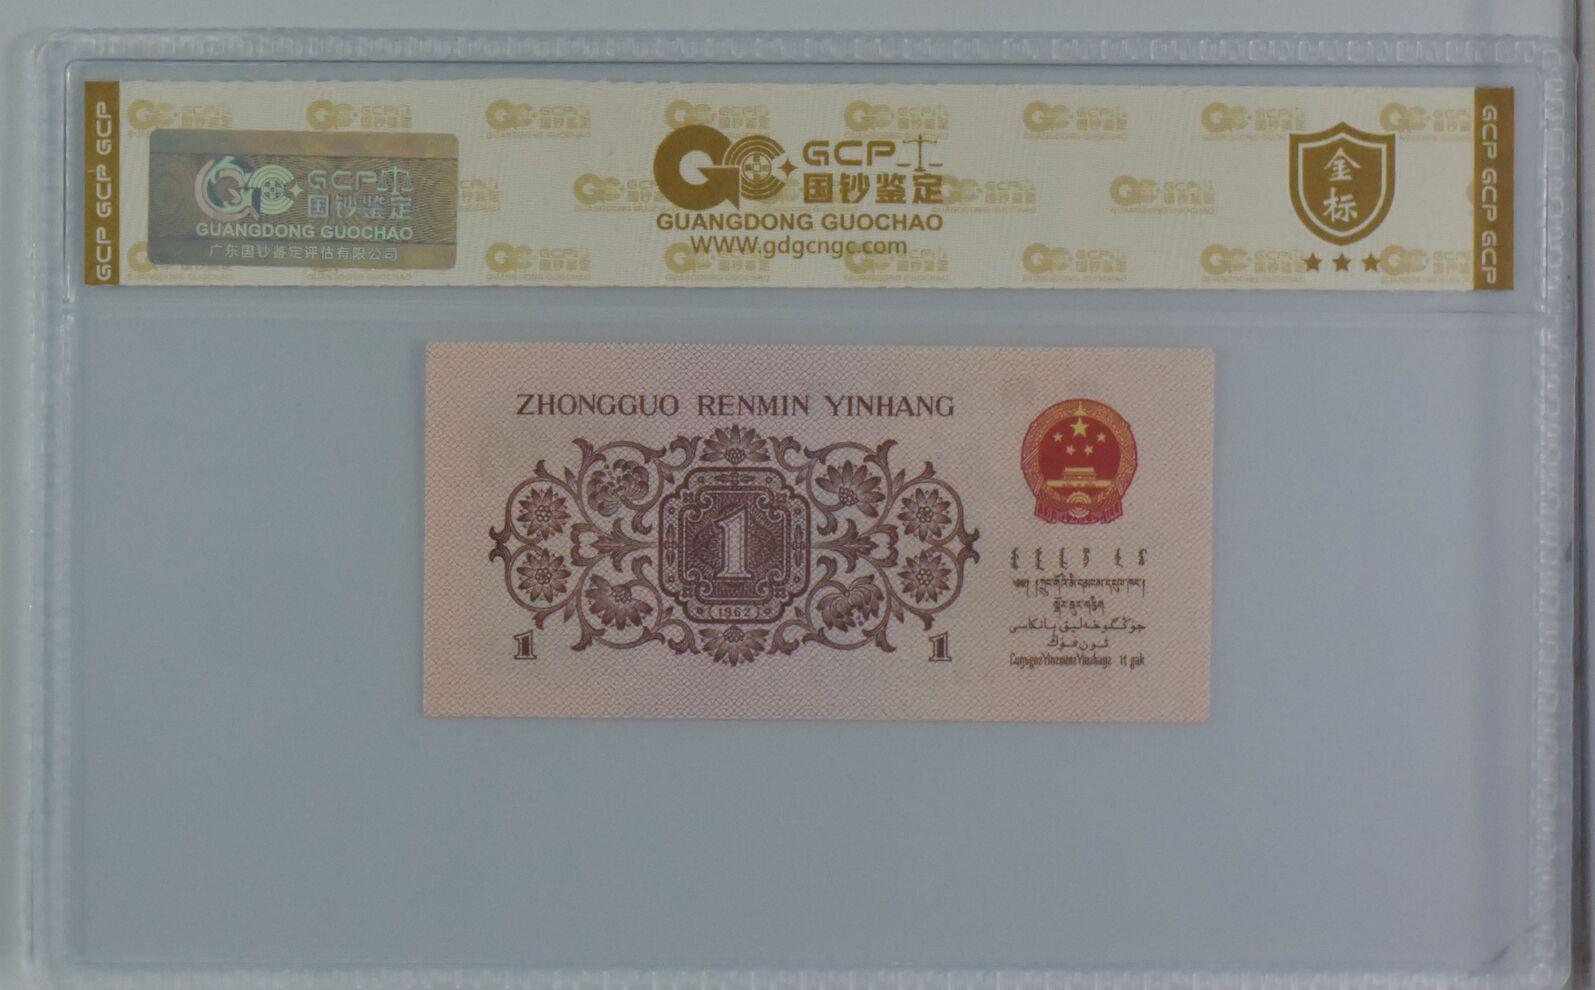 GCP 国钞鉴定
GUANGDONG GUOCHAO
广东国钞鉴定评估有限公司
GCP 国钞鉴定
GUANGDONG GUOCHAO
WWW.gdgcngc.com
金标
GCP GCP GCP
GCP GCP GCP
ZHONGGUO RENMIN YINHANG
1
1962
1 1
جۇڭگوخەلىق بانكاسى